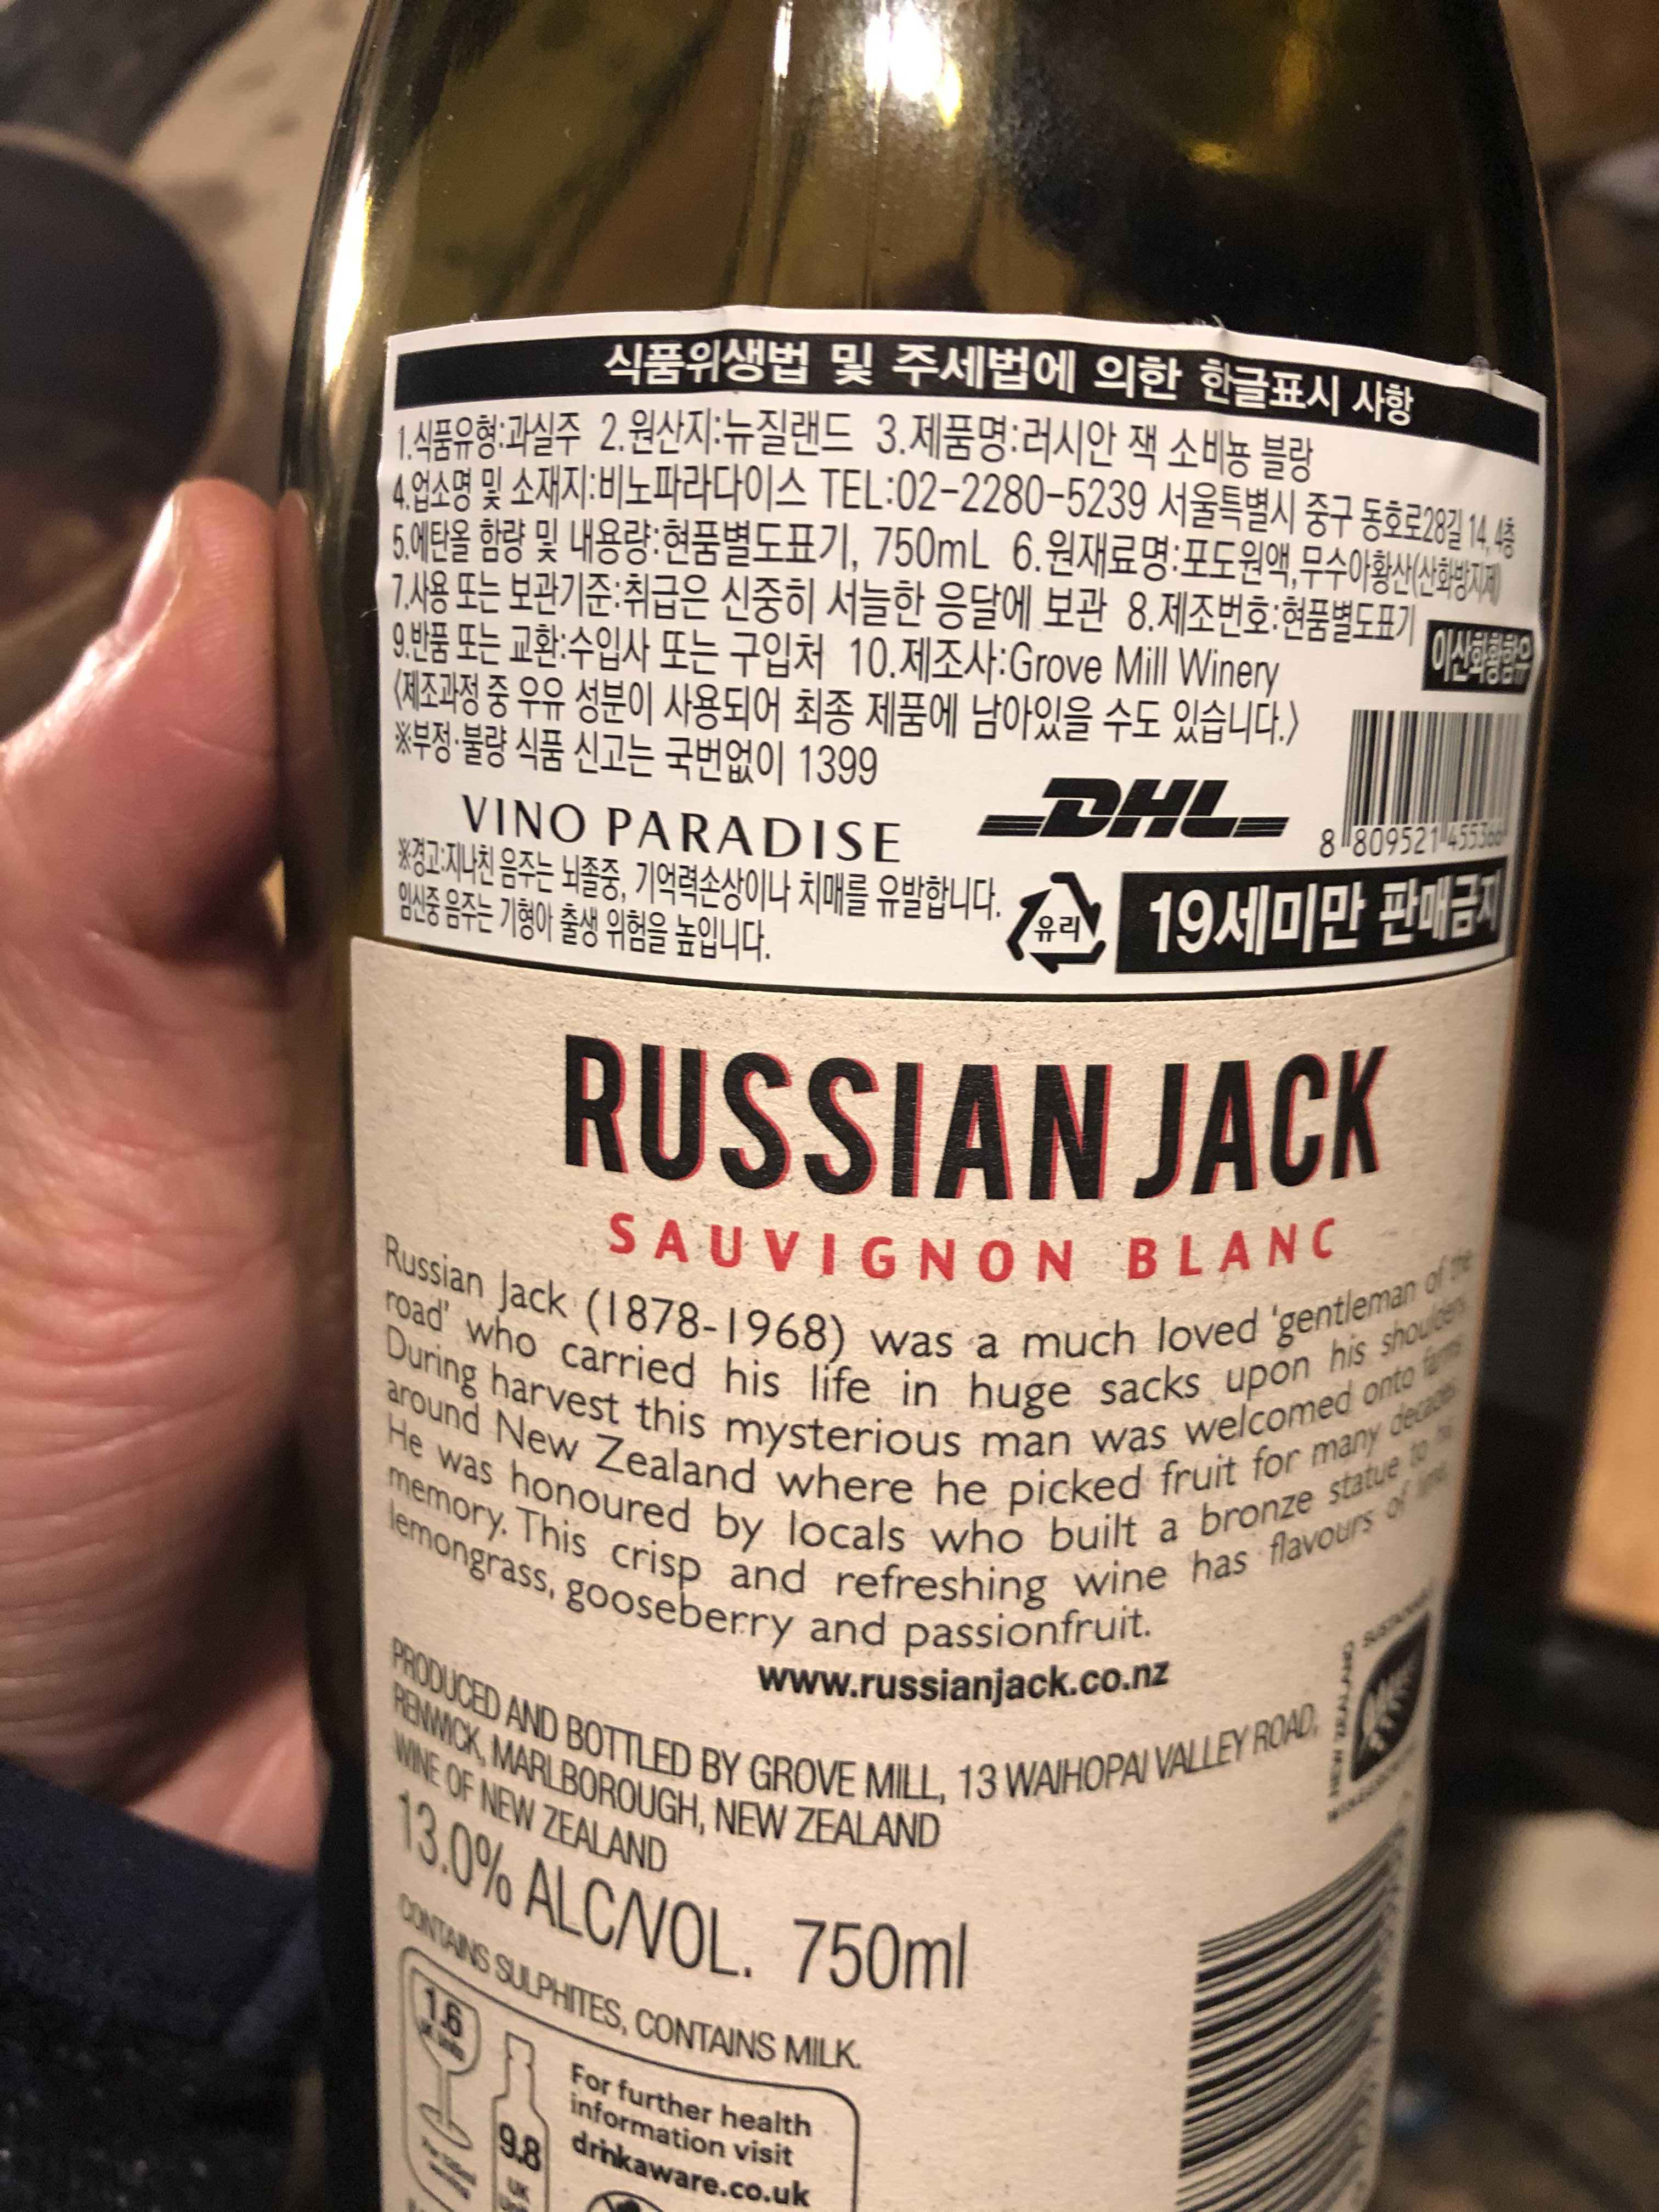 식품위생법 및 주세법에 의한 한글표시 사항
1.식품유형:과실주 2.원산지:뉴질랜드 3.제품명:러시안 잭 소비뇽 블랑
4.업소명 및 소재지:비노파라다이스 TEL:02-2280-5239 서울특별시 중구 동호로28길 14, 4층
5.에탄올 함량 및 내용량:현품별도표기, 750mL 6.원재료명:포도원액,무수아황산(산화방지제)
7.사용 또는 보관기준:취급은 신중히 서늘한 응달에 보관 8.제조번호:현품별도표기
9.반품 또는 교환:수입사 또는 구입처 10.제조사:Grove Mill Winery
이산화황함유
〈제조과정 중 우유 성분이 사용되어 최종 제품에 남아있을 수도 있습니다.〉
※부정·불량 식품 신고는 국번없이 1399
VINO PARADISE
DHL
8 809521 455366
※경고:지나친 음주는 뇌졸중, 기억력손상이나 치매를 유발합니다.
임신중 음주는 기형아 출생 위험을 높입니다.
유리
19세미만 판매금지
RUSSIAN JACK
SAUVIGNON BLANC
Russian Jack (1878-1968) was a much loved 'gentleman of the
road' who carried his life in huge sacks upon his shoulders.
During harvest this mysterious man was welcomed onto farms
around New Zealand where he picked fruit for many decades.
He was honoured by locals who built a bronze statue to his
memory. This crisp and refreshing wine has flavours of lime,
lemongrass, gooseberry and passionfruit.
www.russianjack.co.nz
PRODUCED AND BOTTLED BY GROVE MILL, 13 WAIHOPAI VALLEY ROAD,
RENWICK, MARLBOROUGH, NEW ZEALAND
WINE OF NEW ZEALAND
NEW ZEALAND
13.0% ALC/VOL. 750ml
CONTAINS SULPHITES, CONTAINS MILK.
1.6
UK Units
9.8
UK
For further health
information visit
drinkaware.co.uk